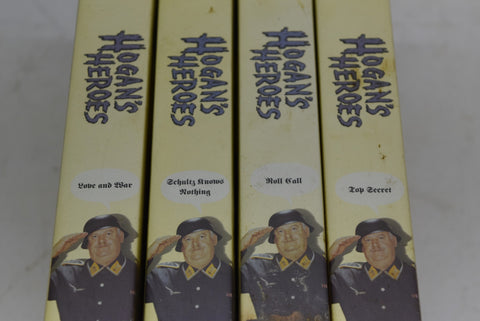 HOGAN'S
HEROES
Love and War
HOGAN'S
HEROES
Schultz Knows
Nothing
HOGAN'S
HEROES
Roll Call
HOGAN'S
HEROES
Top Secret